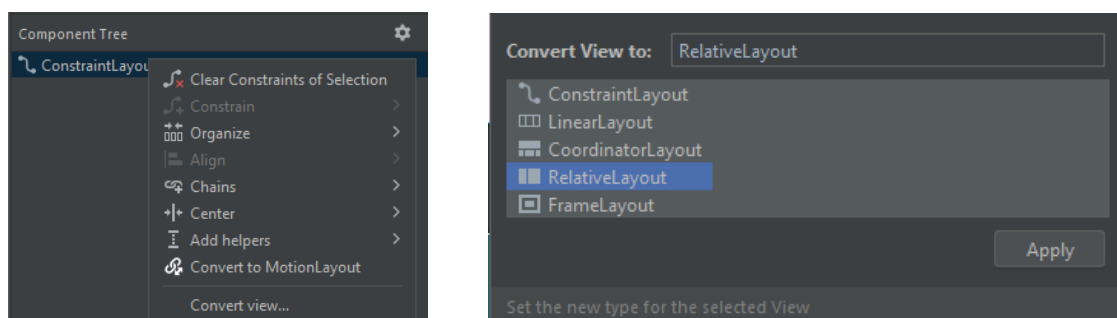 Component Tree
ConstraintLayou
Clear Constraints of Selection
Constrain
Organize
Align
Chains
Center
Add helpers
Convert to MotionLayout
Convert view...
Convert View to: RelativeLayout
ConstraintLayout
LinearLayout
CoordinatorLayout
RelativeLayout
FrameLayout
Apply
Set the new type for the selected View